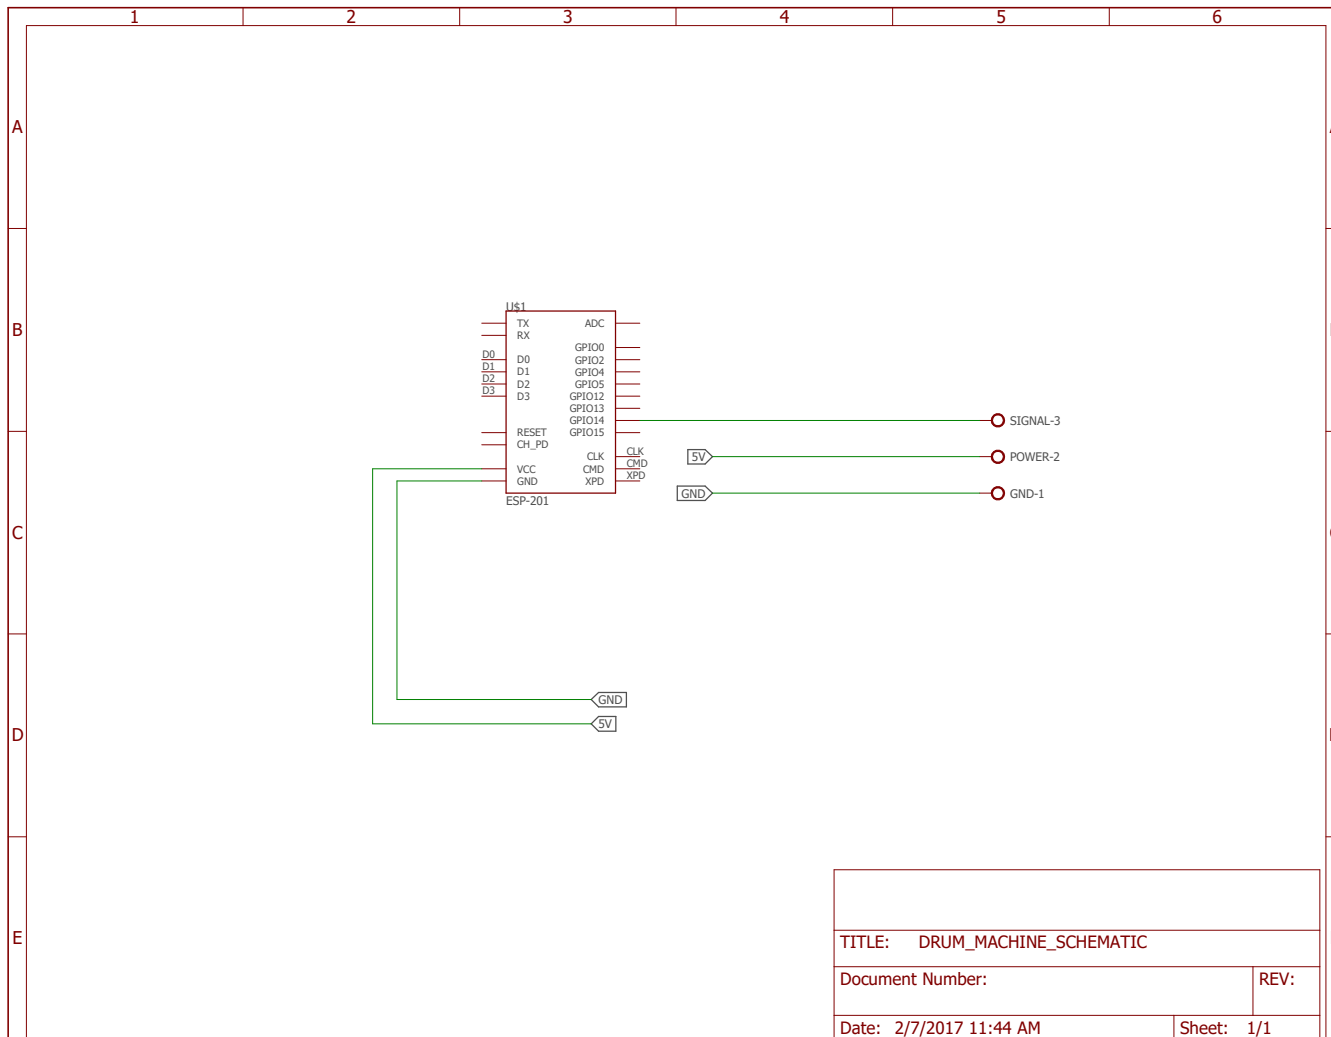 1 2 3 4 5 6
A
B
C
D
E
U$1
TX ADC
RX
GPIO0
D0 D0 GPIO2
D1 D1 GPIO4
D2 D2 GPIO5
D3 D3 GPIO12
GPIO13
GPIO14 SIGNAL-3
RESET GPIO15
CH_PD
CLK CLK 5V POWER-2
VCC CMD CMD
GND XPD XPD
GND GND-1
ESP-201
GND
5V
TITLE: DRUM_MACHINE_SCHEMATIC
Document Number: REV:
Date: 2/7/2017 11:44 AM Sheet: 1/1